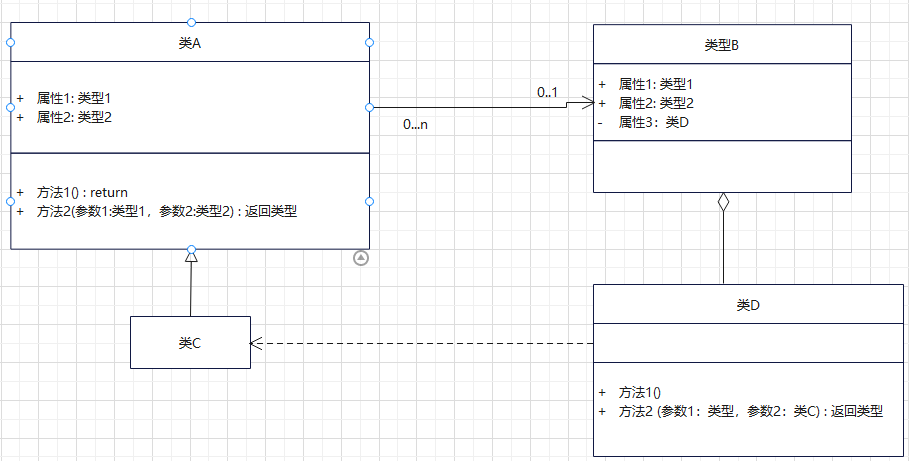 类A
+ 属性1: 类型1
+ 属性2: 类型2
+ 方法1() : return
+ 方法2(参数1:类型1，参数2:类型2) : 返回类型
0..1
0...n
类型B
+ 属性1: 类型1
+ 属性2: 类型2
- 属性3：类D
类C
类D
+ 方法1()
+ 方法2 (参数1：类型，参数2：类C) : 返回类型